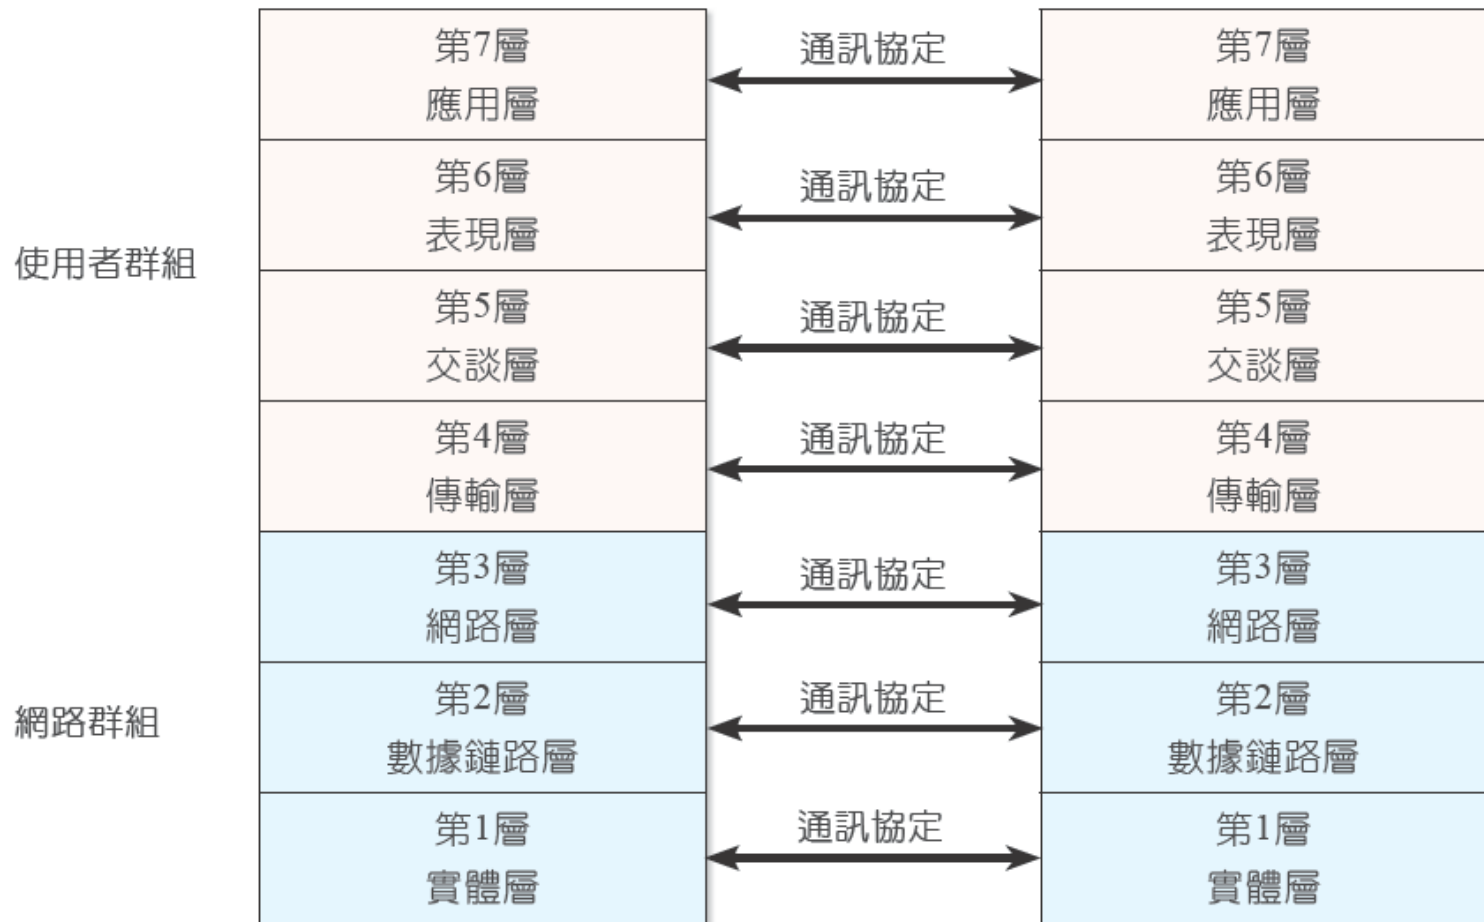 第7層
應用層
通訊協定
第7層
應用層
第6層
表現層
通訊協定
第6層
表現層
使用者群組
第5層
交談層
通訊協定
第5層
交談層
第4層
傳輸層
通訊協定
第4層
傳輸層
第3層
網路層
通訊協定
第3層
網路層
網路群組
第2層
數據鏈路層
通訊協定
第2層
數據鏈路層
第1層
實體層
通訊協定
第1層
實體層